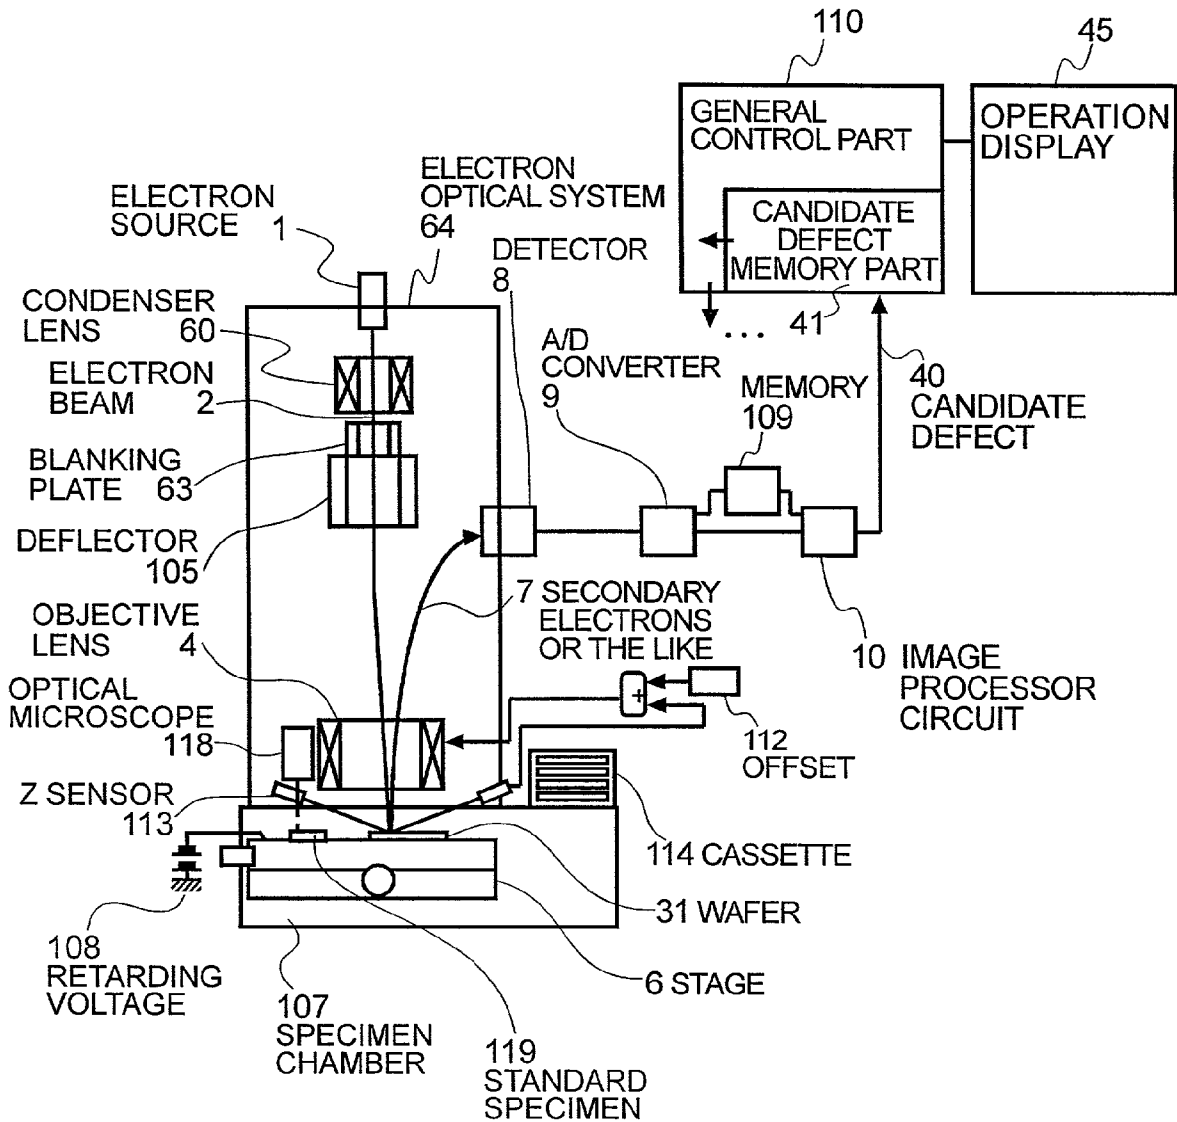 110
45
GENERAL
CONTROL PART
OPERATION
DISPLAY
ELECTRON
OPTICAL SYSTEM
64
ELECTRON
SOURCE
1
CANDIDATE
DEFECT
MEMORY PART
41
DETECTOR
8
CONDENSER
LENS
60
...
A/D
CONVERTER
9
ELECTRON
BEAM 2
MEMORY
109
40
CANDIDATE
DEFECT
BLANKING
PLATE 63
DEFLECTOR
105
7 SECONDARY
ELECTRONS
OR THE LIKE
OBJECTIVE
LENS
4
10 IMAGE
PROCESSOR
CIRCUIT
OPTICAL
MICROSCOPE
118
+
112
OFFSET
Z SENSOR
113
114 CASSETTE
31 WAFER
108
RETARDING
VOLTAGE
6 STAGE
107
SPECIMEN
CHAMBER
119
STANDARD
SPECIMEN